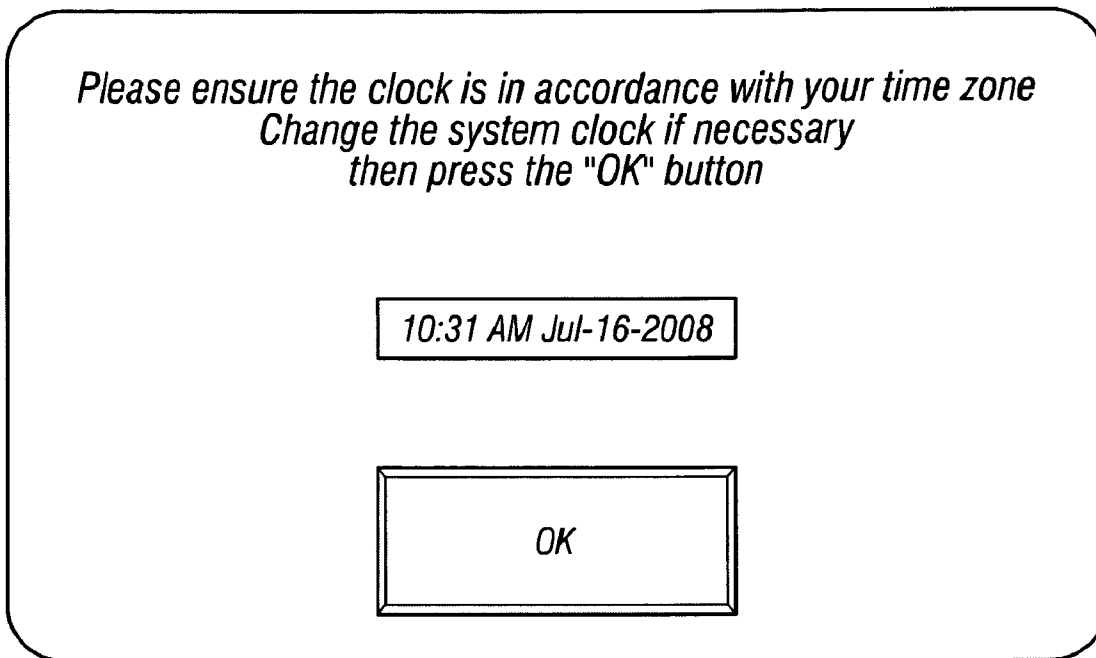 Please ensure the clock is in accordance with your time zone
Change the system clock if necessary
then press the "OK" button
10:31 AM Jul-16-2008
OK